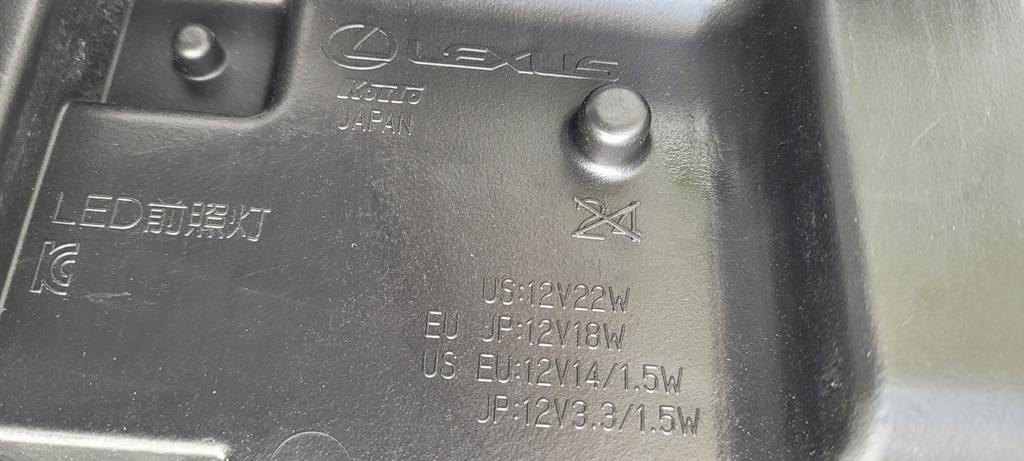 LEXUS
KOITO
JAPAN
LED前照灯
24
US:12V22W
EU JP:12V18W
US EU:12V14/1.5W
JP:12V3.3/1.5W